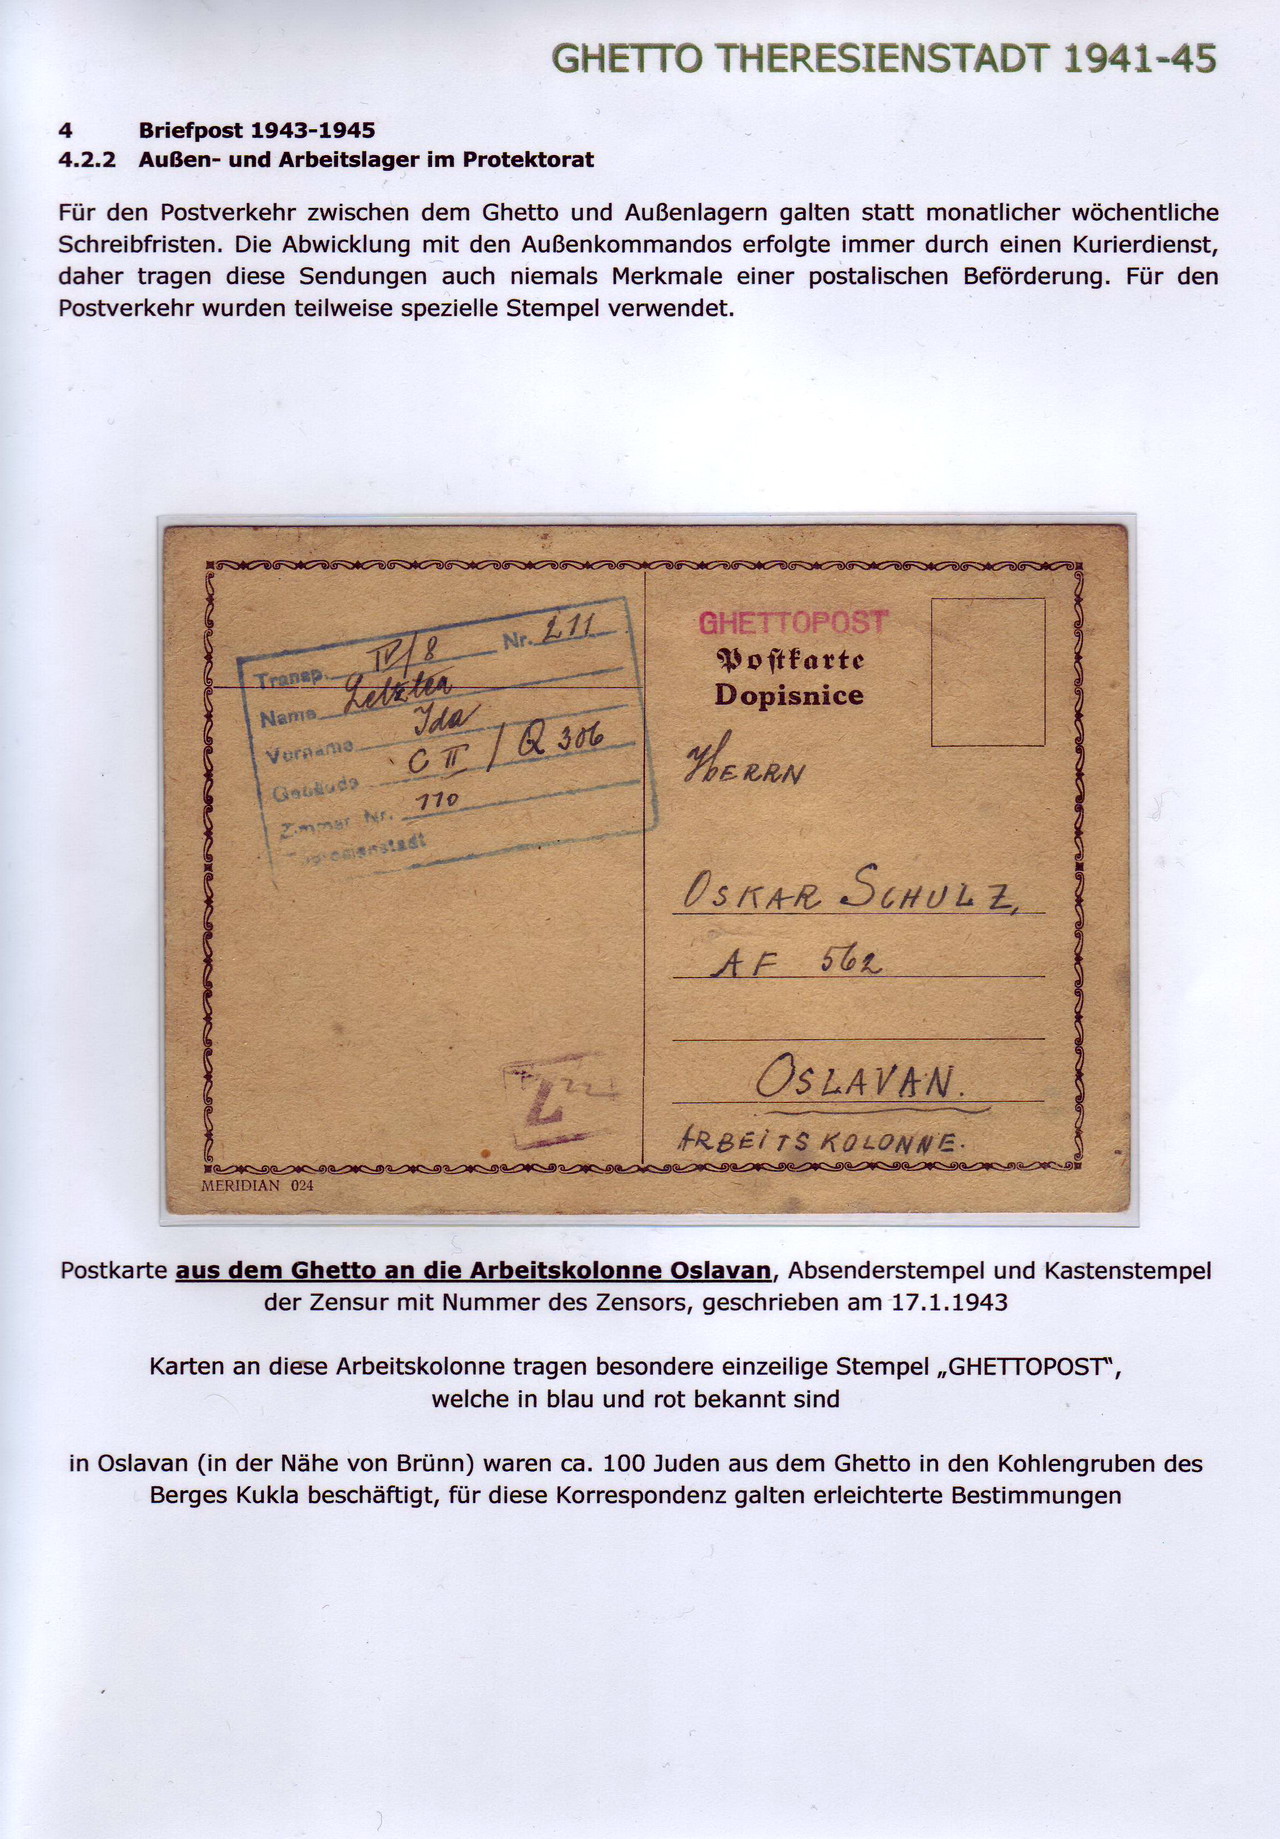 GHETTO THERESIENSTADT 1941-45
4 Briefpost 1943-1945
4.2.2 Außen- und Arbeitslager im Protektorat
Für den Postverkehr zwischen dem Ghetto und Außenlagern galten statt monatlicher wöchentliche
Schreibfristen. Die Abwicklung mit den Außenkommandos erfolgte immer durch einen Kurierdienst,
daher tragen diese Sendungen auch niemals Merkmale einer postalischen Beförderung. Für den
Postverkehr wurden teilweise spezielle Stempel verwendet.
Transp. IV/8 Nr. 211
Name Letzter
Vorname Ida
Gebäude C II / Q 306
Zimmer Nr. 110
Theresienstadt
GHETTOPOST
Postkarte
Dopisnice
HERRN
OSKAR SCHULZ,
AF 562
OSLAVAN.
ARBEITSKOLONNE.
Z
MERIDIAN 024
Postkarte aus dem Ghetto an die Arbeitskolonne Oslavan, Absenderstempel und Kastenstempel
der Zensur mit Nummer des Zensors, geschrieben am 17.1.1943
Karten an diese Arbeitskolonne tragen besondere einzeilige Stempel „GHETTOPOST“,
welche in blau und rot bekannt sind
in Oslavan (in der Nähe von Brünn) waren ca. 100 Juden aus dem Ghetto in den Kohlengruben des
Berges Kukla beschäftigt, für diese Korrespondenz galten erleichterte Bestimmungen